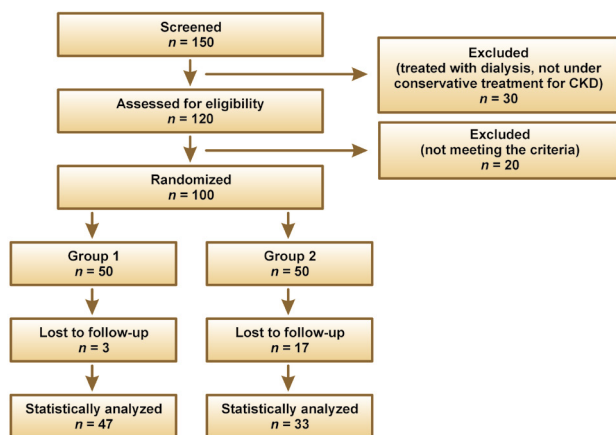 Screened
n = 150
Excluded
(treated with dialysis, not under
conservative treatment for CKD)
n = 30
Assessed for eligibility
n = 120
Excluded
(not meeting the criteria)
n = 20
Randomized
n = 100
Group 1
n = 50
Group 2
n = 50
Lost to follow-up
n = 3
Lost to follow-up
n = 17
Statistically analyzed
n = 47
Statistically analyzed
n = 33